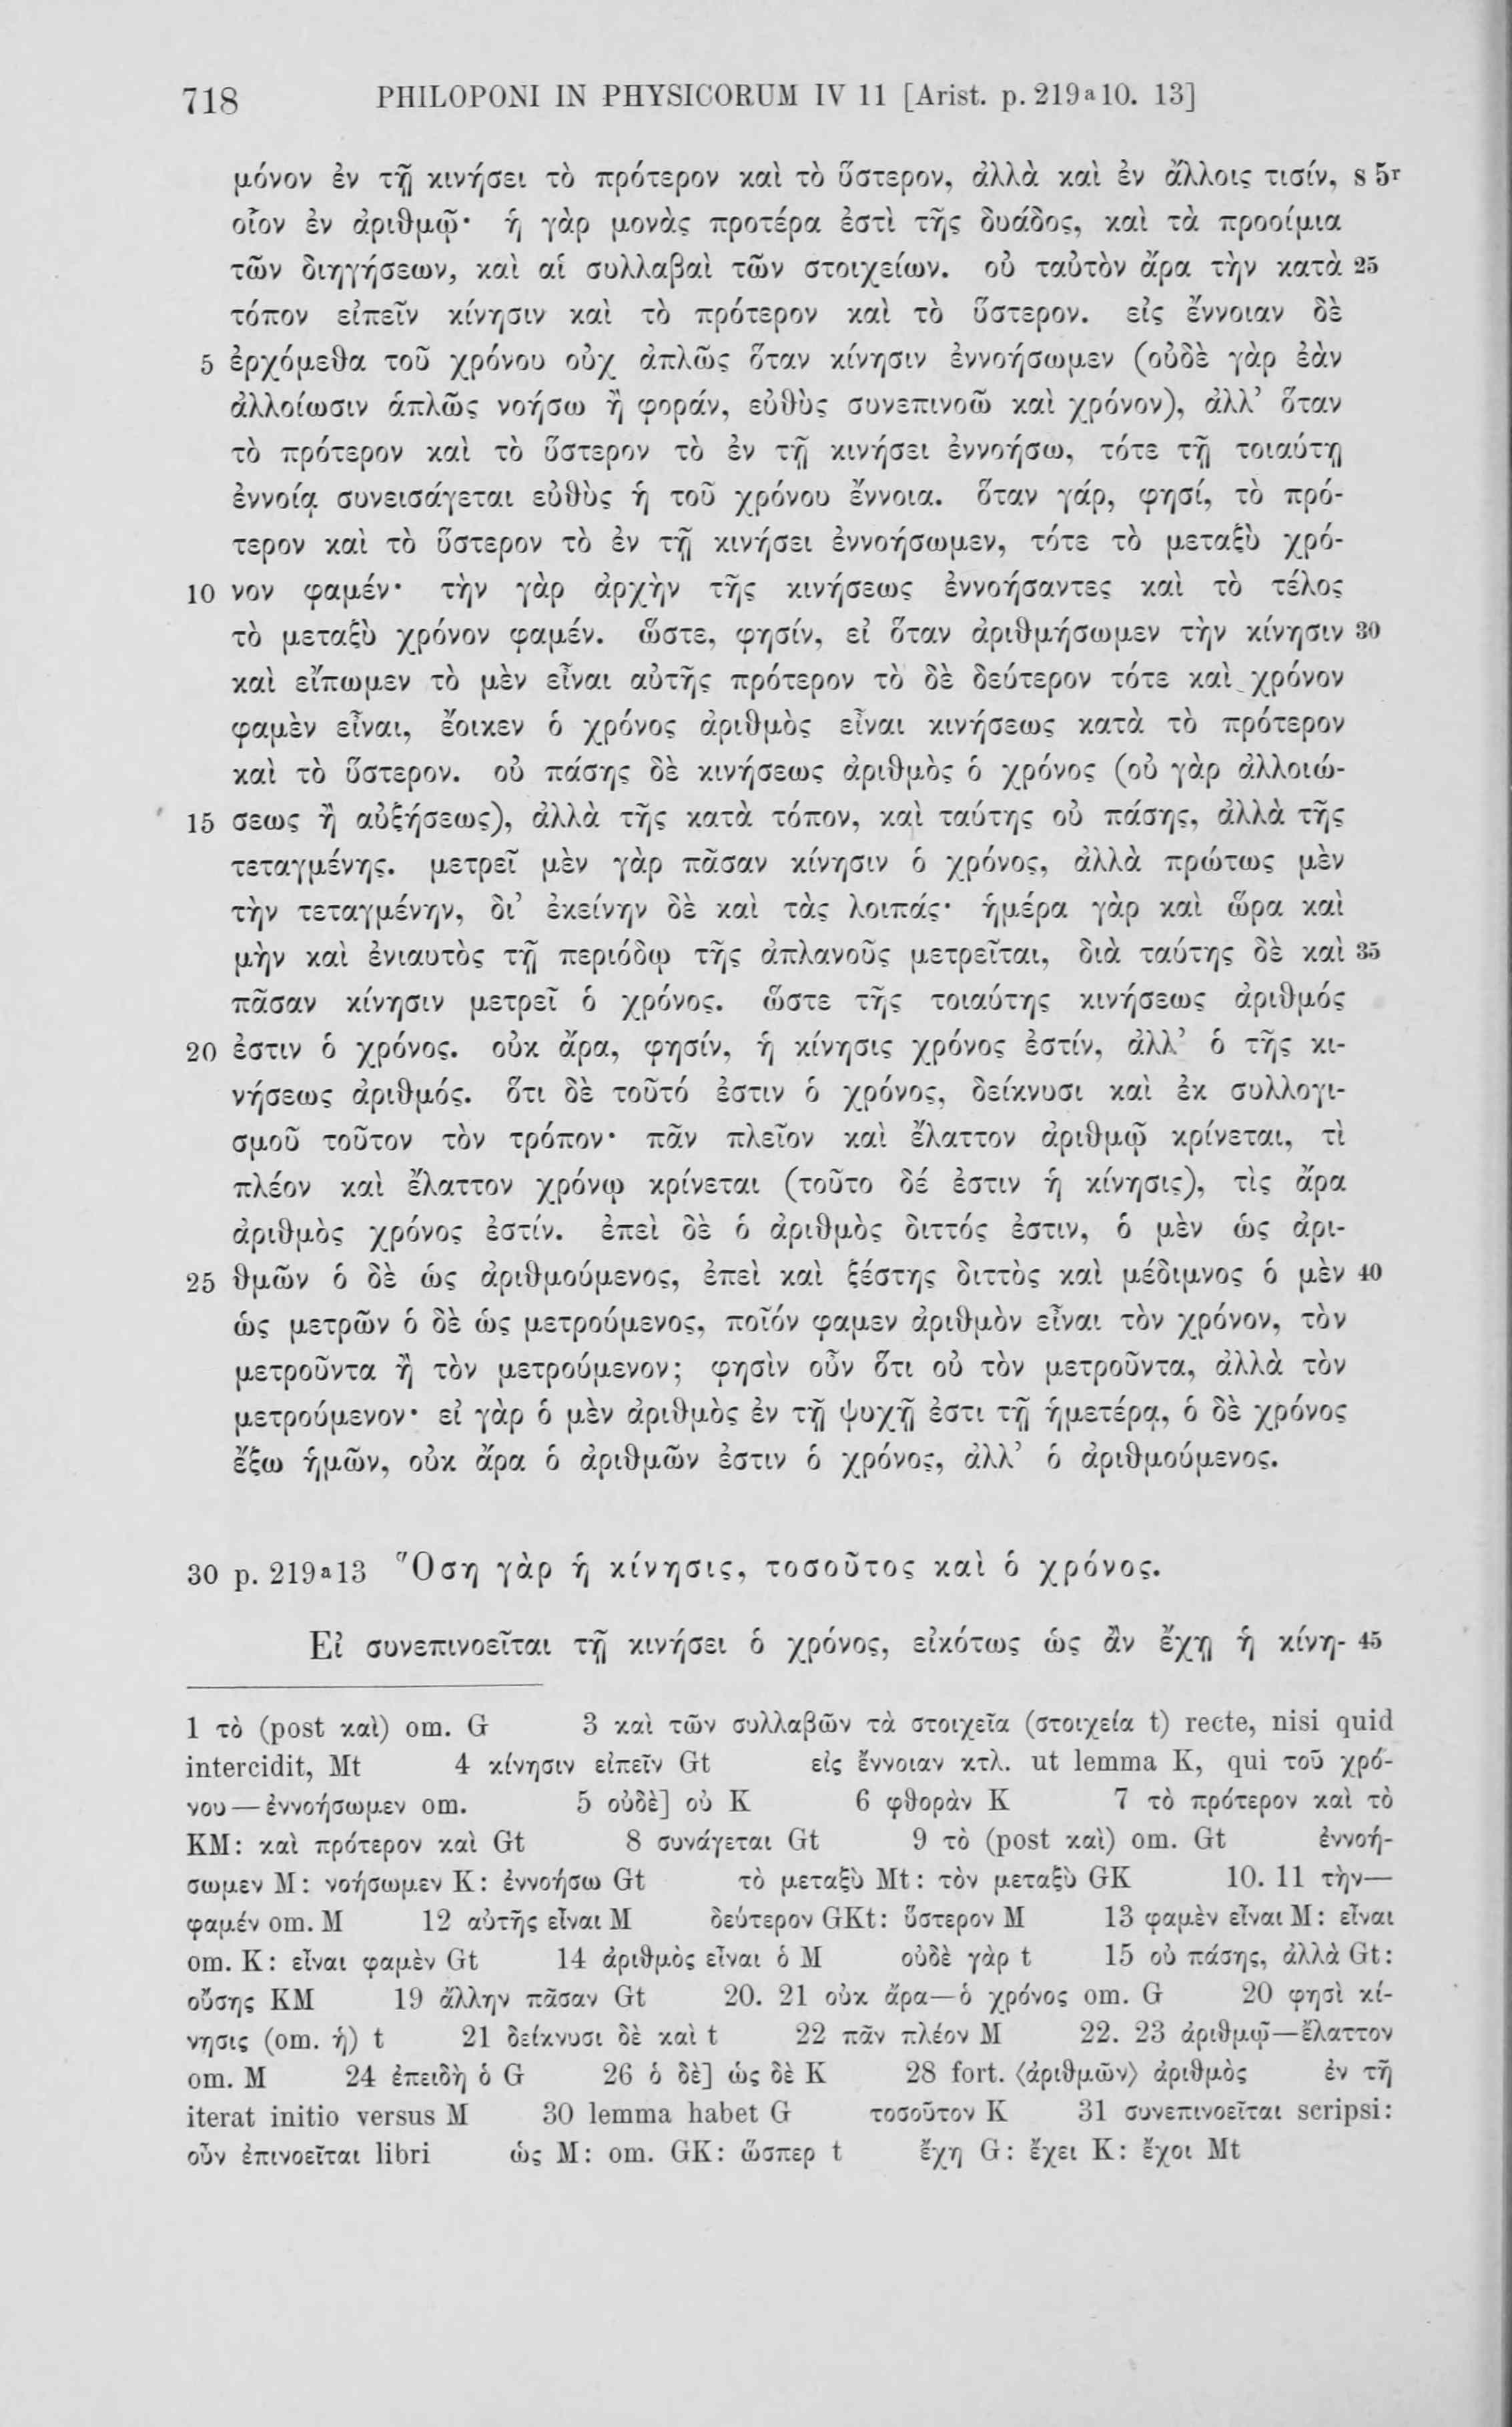 718 PHILOPONI IN PHYSICORUM IV 11 [Arist. p. 219a10. 13]
μόνον ἐν τῇ κινήσει τὸ πρότερον καὶ τὸ ὕστερον, ἀλλὰ καὶ ἐν ἄλλοις τισίν, s 5r
οἷον ἐν ἀριθμῷ· ἡ γὰρ μονὰς προτέρα ἐστὶ τῆς δυάδος, καὶ τὰ προοίμια
τῶν διηγήσεων, καὶ αἱ συλλαβαὶ τῶν στοιχείων. οὐ ταὐτὸν ἄρα τὴν κατὰ 25
τόπον εἰπεῖν κίνησιν καὶ τὸ πρότερον καὶ τὸ ὕστερον. εἰς ἔννοιαν δὲ
5 ἐρχόμεθα τοῦ χρόνου οὐχ ἁπλῶς ὅταν κίνησιν ἐννοήσωμεν (οὐδὲ γὰρ ἐὰν
ἀλλοίωσιν ἁπλῶς νοήσω ἢ φοράν, εὐθὺς συνεπινοῶ καὶ χρόνον), ἀλλ’ ὅταν
τὸ πρότερον καὶ τὸ ὕστερον τὸ ἐν τῇ κινήσει ἐννοήσω, τότε τῇ τοιαύτῃ
ἐννοίᾳ συνεισάγεται εὐθὺς ἡ τοῦ χρόνου ἔννοια. ὅταν γάρ, φησί, τὸ πρό-
τερον καὶ τὸ ὕστερον τὸ ἐν τῇ κινήσει ἐννοήσωμεν, τότε τὸ μεταξὺ χρό-
10 νον φαμέν· τὴν γὰρ ἀρχὴν τῆς κινήσεως ἐννοήσαντες καὶ τὸ τέλος
τὸ μεταξὺ χρόνον φαμέν. ὥστε, φησίν, εἰ ὅταν ἀριθμήσωμεν τὴν κίνησιν 30
καὶ εἴπωμεν τὸ μὲν εἶναι αὐτῆς πρότερον τὸ δὲ δεύτερον τότε καὶ χρόνον
φαμὲν εἶναι, ἔοικεν ὁ χρόνος ἀριθμὸς εἶναι κινήσεως κατὰ τὸ πρότερον
καὶ τὸ ὕστερον. οὐ πάσης δὲ κινήσεως ἀριθμὸς ὁ χρόνος (οὐ γὰρ ἀλλοιώ-
15 σεως ἢ αὐξήσεως), ἀλλὰ τῆς κατὰ τόπον, καὶ ταύτης οὐ πάσης, ἀλλὰ τῆς
τεταγμένης. μετρεῖ μὲν γὰρ πᾶσαν κίνησιν ὁ χρόνος, ἀλλὰ πρώτως μὲν
τὴν τεταγμένην, δι’ ἐκείνην δὲ καὶ τὰς λοιπάς· ἡμέρα γὰρ καὶ ὥρα καὶ
μὴν καὶ ἐνιαυτὸς τῇ περιόδῳ τῆς ἀπλανοῦς μετρεῖται, διὰ ταύτης δὲ καὶ 35
πᾶσαν κίνησιν μετρεῖ ὁ χρόνος. ὥστε τῆς τοιαύτης κινήσεως ἀριθμός
20 ἐστιν ὁ χρόνος. οὐκ ἄρα, φησίν, ἡ κίνησις χρόνος ἐστίν, ἀλλ’ ὁ τῆς κι-
νήσεως ἀριθμός. ὅτι δὲ τοῦτό ἐστιν ὁ χρόνος, δείκνυσι καὶ ἐκ συλλογι-
σμοῦ τοῦτον τὸν τρόπον· πᾶν πλεῖον καὶ ἔλαττον ἀριθμῷ κρίνεται, τὶ
πλέον καὶ ἔλαττον χρόνῳ κρίνεται (τοῦτο δέ ἐστιν ἡ κίνησις), τὶς ἄρα
ἀριθμὸς χρόνος ἐστίν. ἐπεὶ δὲ ὁ ἀριθμὸς διττός ἐστιν, ὁ μὲν ὡς ἀρι-
25 θμῶν ὁ δὲ ὡς ἀριθμούμενος, ἐπεὶ καὶ ξέστης διττὸς καὶ μέδιμνος ὁ μὲν 40
ὡς μετρῶν ὁ δὲ ὡς μετρούμενος, ποῖόν φαμεν ἀριθμὸν εἶναι τὸν χρόνον, τὸν
μετροῦντα ἢ τὸν μετρούμενον; φησὶν οὖν ὅτι οὐ τὸν μετροῦντα, ἀλλὰ τὸν
μετρούμενον· εἰ γὰρ ὁ μὲν ἀριθμὸς ἐν τῇ ψυχῇ ἐστι τῇ ἡμετέρᾳ, ὁ δὲ χρόνος
ἔξω ἡμῶν, οὐκ ἄρα ὁ ἀριθμῶν ἐστιν ὁ χρόνος, ἀλλ’ ὁ ἀριθμούμενος.
30 p. 219a13 Ὅση γὰρ ἡ κίνησις, τοσοῦτος καὶ ὁ χρόνος.
Εἰ συνεπινοεῖται τῇ κινήσει ὁ χρόνος, εἰκότως ὡς ἂν ἔχῃ ἡ κίνη- 45
1 τὸ (post καὶ) om. G 3 καὶ τῶν συλλαβῶν τὰ στοιχεῖα (στοιχεία t) recte, nisi quid
intercidit, Mt 4 κίνησιν εἰπεῖν Gt εἰς ἔννοιαν κτλ. ut lemma K, qui τοῦ χρό-
νου — ἐννοήσωμεν om. 5 οὐδὲ] οὐ K 6 φθορὰν K 7 τὸ πρότερον καὶ τὸ
KM: καὶ πρότερον καὶ Gt 8 συνάγεται Gt 9 τὸ (post καὶ) om. Gt ἐννοή-
σωμεν M: νοήσωμεν K: ἐννοήσω Gt τὸ μεταξὺ Mt: τὸν μεταξὺ GK 10. 11 τὴν—
φαμέν om. M 12 αὐτῆς εἶναι M δεύτερον GKt: ὕστερον M 13 φαμὲν εἶναι M: εἶναι
om. K: εἶναι φαμὲν Gt 14 ἀριθμὸς εἶναι ὁ M οὐδὲ γὰρ t 15 οὐ πάσης, ἀλλὰ Gt:
οὔσης KM 19 ἄλλην πᾶσαν Gt 20. 21 οὐκ ἄρα—ὁ χρόνος om. G 20 φησὶ κί-
νησις (om. ἡ) t 21 δείκνυσι δὲ καὶ t 22 πᾶν πλέον M 22. 23 ἀριθμῷ—ἔλαττον
om. M 24 ἐπειδὴ ὁ G 26 ὁ δὲ] ὡς δὲ K 28 fort. ⟨ἀριθμῶν⟩ ἀριθμὸς ἐν τῇ
iterat initio versus M 30 lemma habet G τοσοῦτον K 31 συνεπινοεῖται scripsi:
οὖν ἐπινοεῖται libri ὡς M: om. GK: ὥσπερ t ἔχῃ G: ἔχει K: ἔχοι Mt